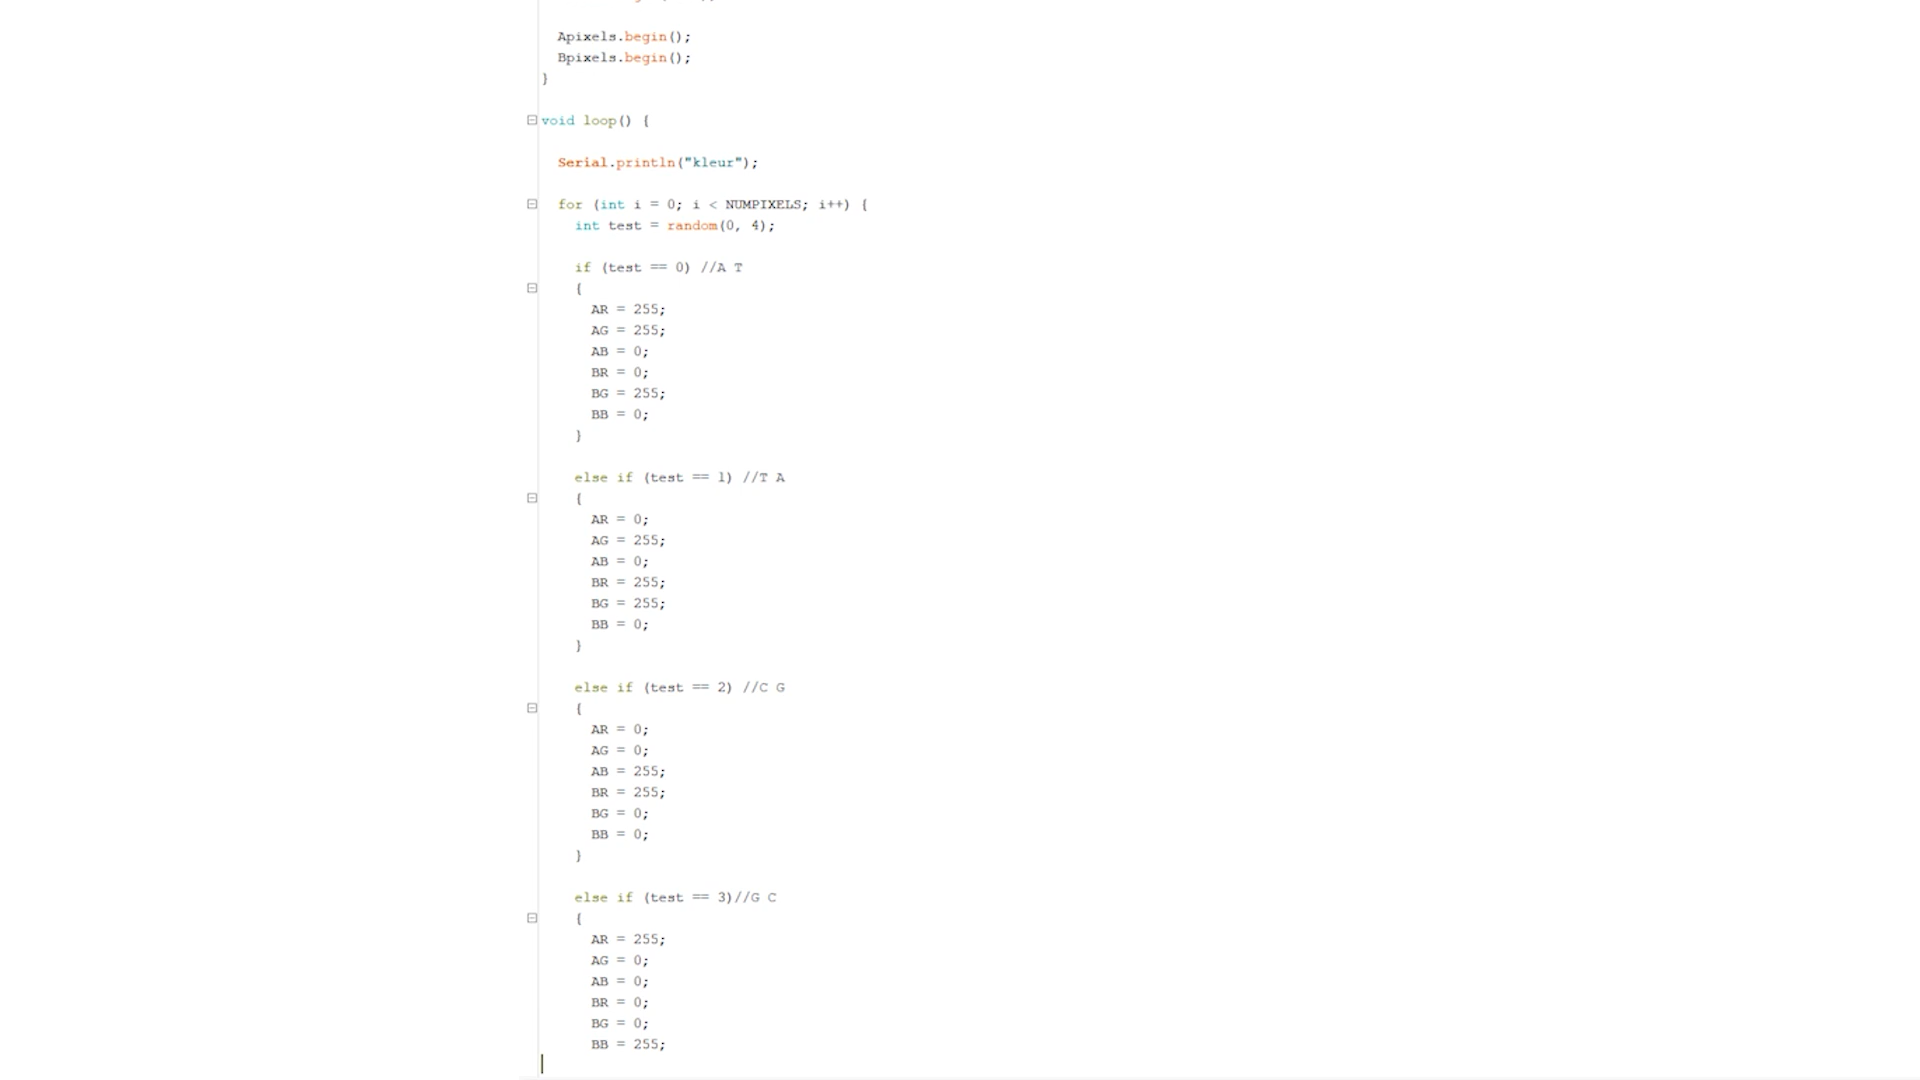 Apixels.begin();
Bpixels.begin();
}
void loop() {
Serial.println("kleur");
for (int i = 0; i < NUMPIXELS; i++) {
int test = random(0, 4);
if (test == 0) //A T
{
AR = 255;
AG = 255;
AB = 0;
BR = 0;
BG = 255;
BB = 0;
}
else if (test == 1) //T A
{
AR = 0;
AG = 255;
AB = 0;
BR = 255;
BG = 255;
BB = 0;
}
else if (test == 2) //C G
{
AR = 0;
AG = 0;
AB = 255;
BR = 255;
BG = 0;
BB = 0;
}
else if (test == 3)//G C
{
AR = 255;
AG = 0;
AB = 0;
BR = 0;
BG = 0;
BB = 255;